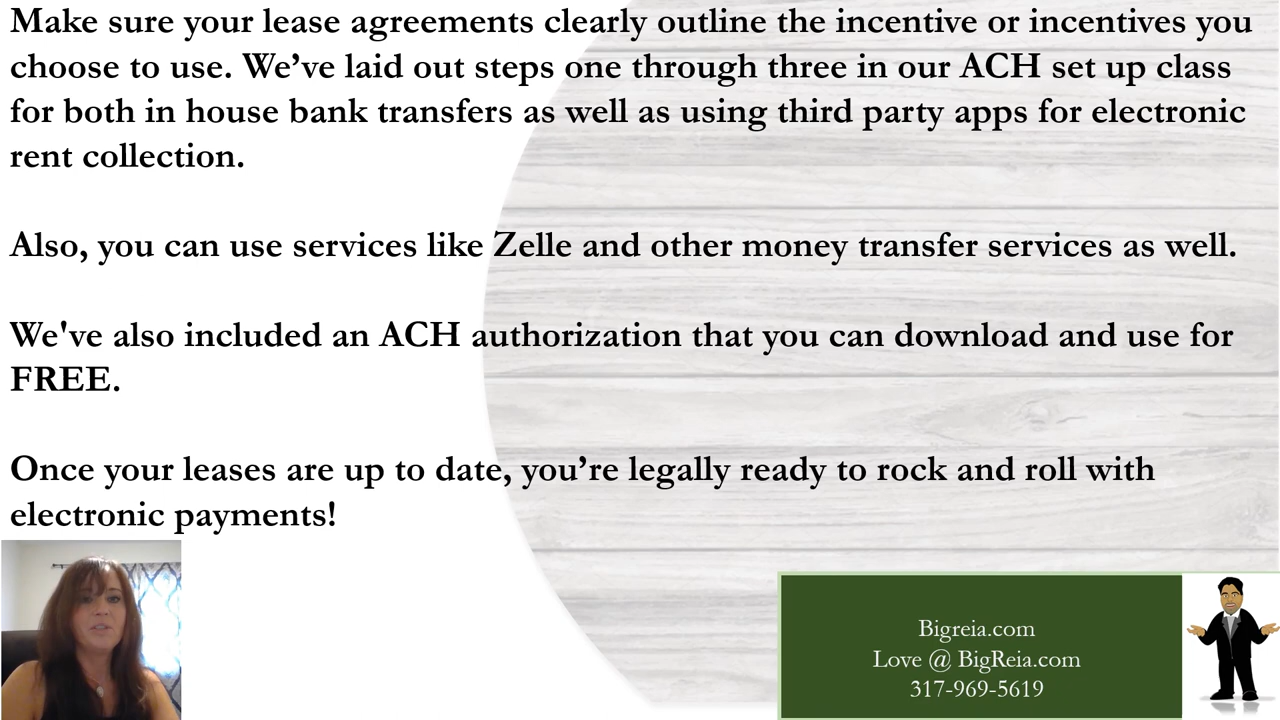 Make sure your lease agreements clearly outline the incentive or incentives you
choose to use. We’ve laid out steps one through three in our ACH set up class
for both in house bank transfers as well as using third party apps for electronic
rent collection.
Also, you can use services like Zelle and other money transfer services as well.
We've also included an ACH authorization that you can download and use for
FREE.
Once your leases are up to date, you’re legally ready to rock and roll with
electronic payments!
Bigreia.com
Love @ BigReia.com
317-969-5619